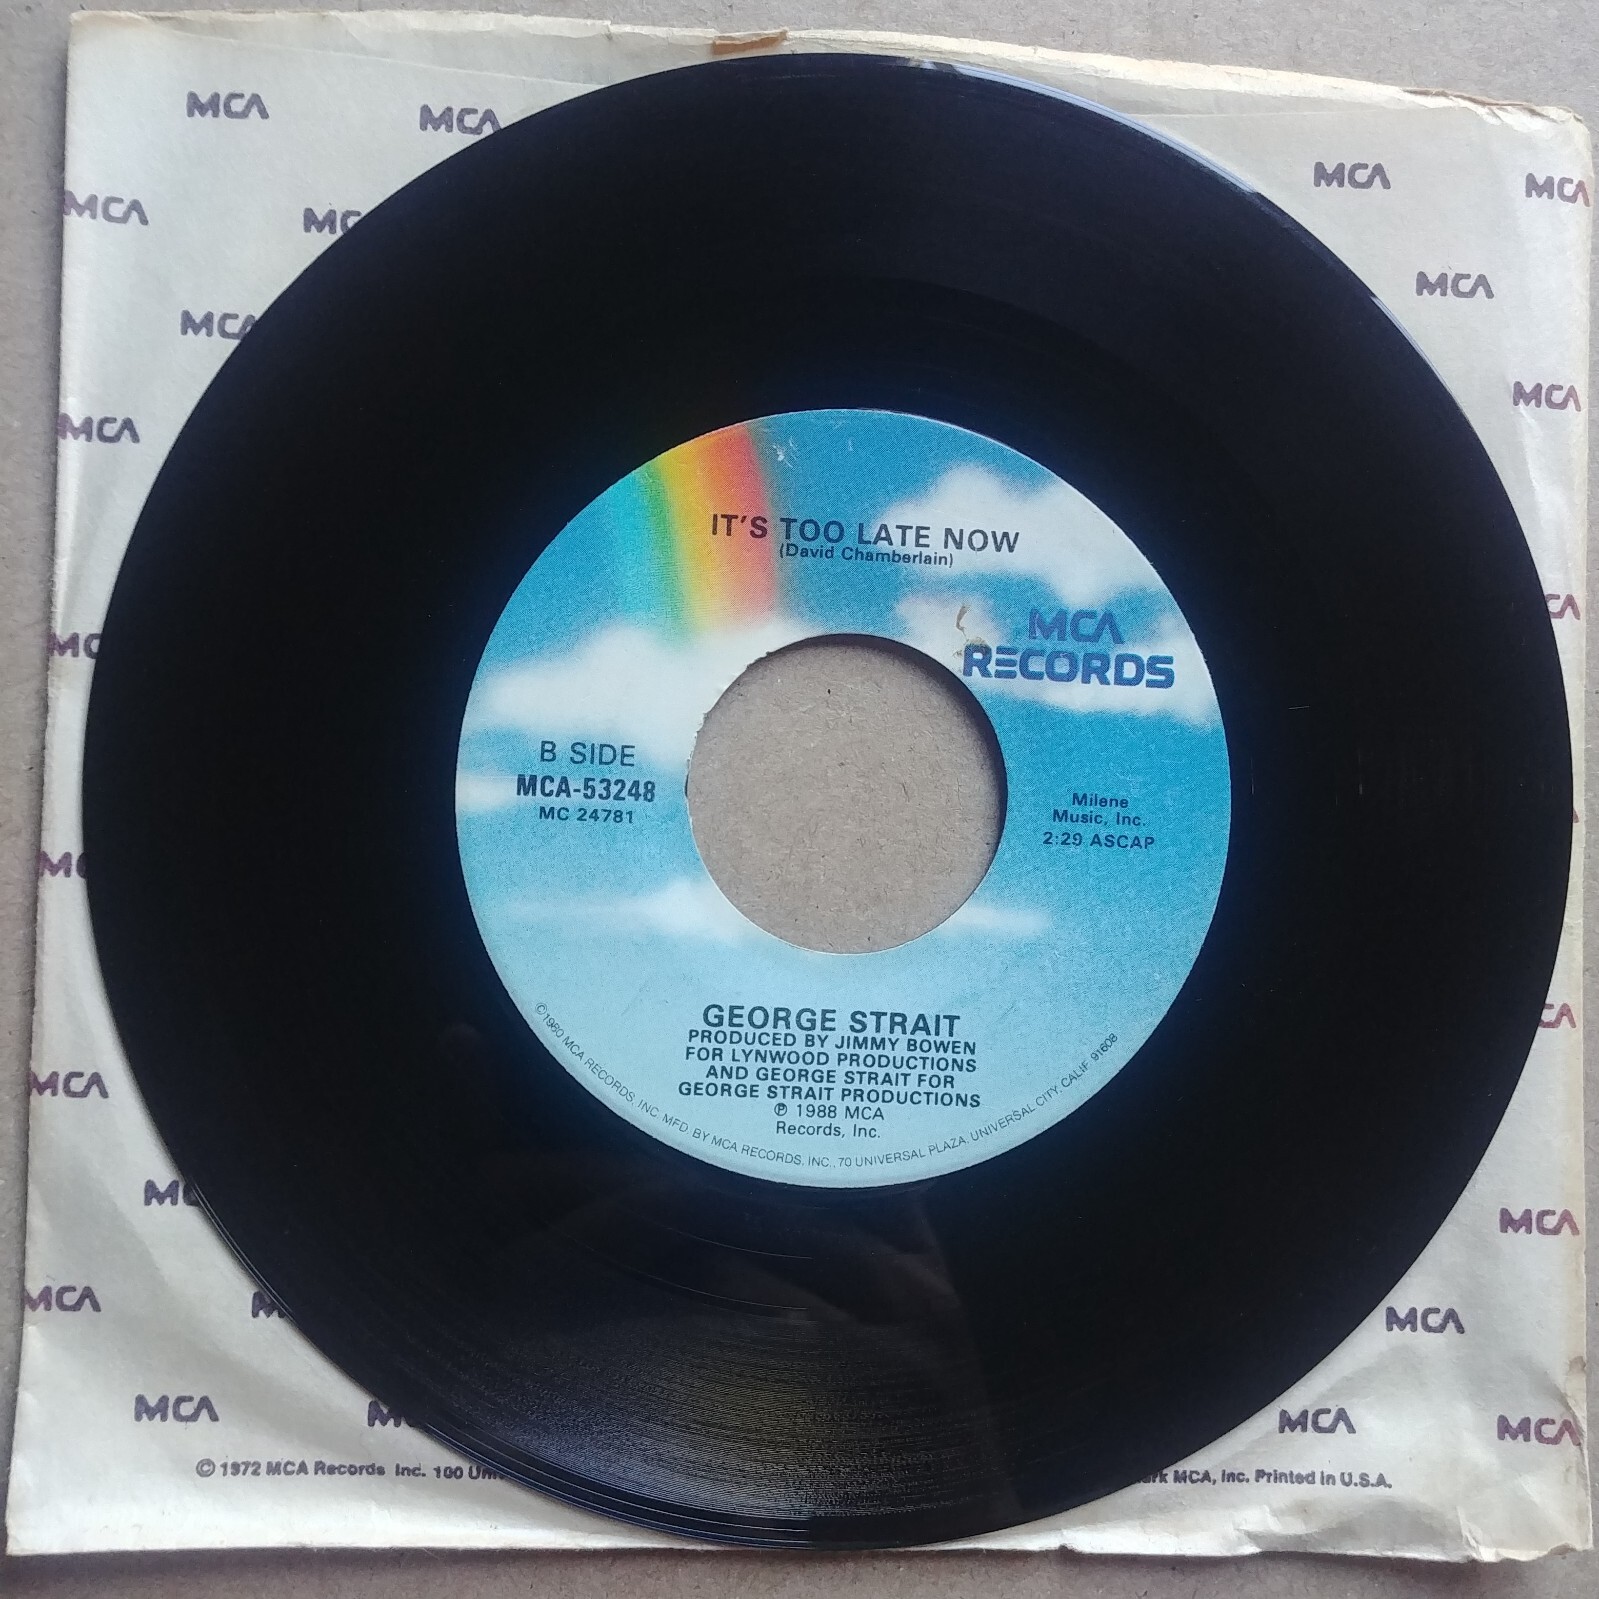 MCA
MCA
MCA
MCA
MCA
MCA
MCA
MCA
MCA
IT'S TOO LATE NOW
(David Chamberlain)
MCA
RECORDS
B SIDE
MCA-53248
MC 24781
Milene
Music, Inc.
2:29 ASCAP
GEORGE STRAIT
PRODUCED BY JIMMY BOWEN
FOR LYNWOOD PRODUCTIONS
AND GEORGE STRAIT FOR
GEORGE STRAIT PRODUCTIONS
℗ 1988 MCA
Records, Inc.
©1980 MCA RECORDS, INC. MFD. BY MCA RECORDS, INC., 70 UNIVERSAL PLAZA, UNIVERSAL CITY, CALIF. 91608
MCA
MCA
MCA
MCA
MCA
MCA
MCA
© 1972 MCA Records Inc. 100
MCA, Inc. Printed in U.S.A.